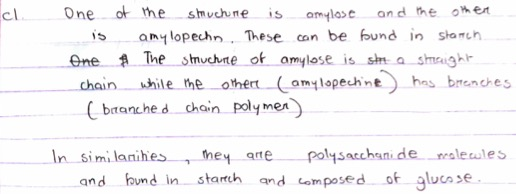 c). One of the structure is amylose and the other
is amylopectin. These can be found in starch
One The structure of amylose is a straight
chain while the other (amylopectine) has branches
(branched chain polymer)
In similarities, they are polysaccharide molecules
and found in starch and composed of glucose.